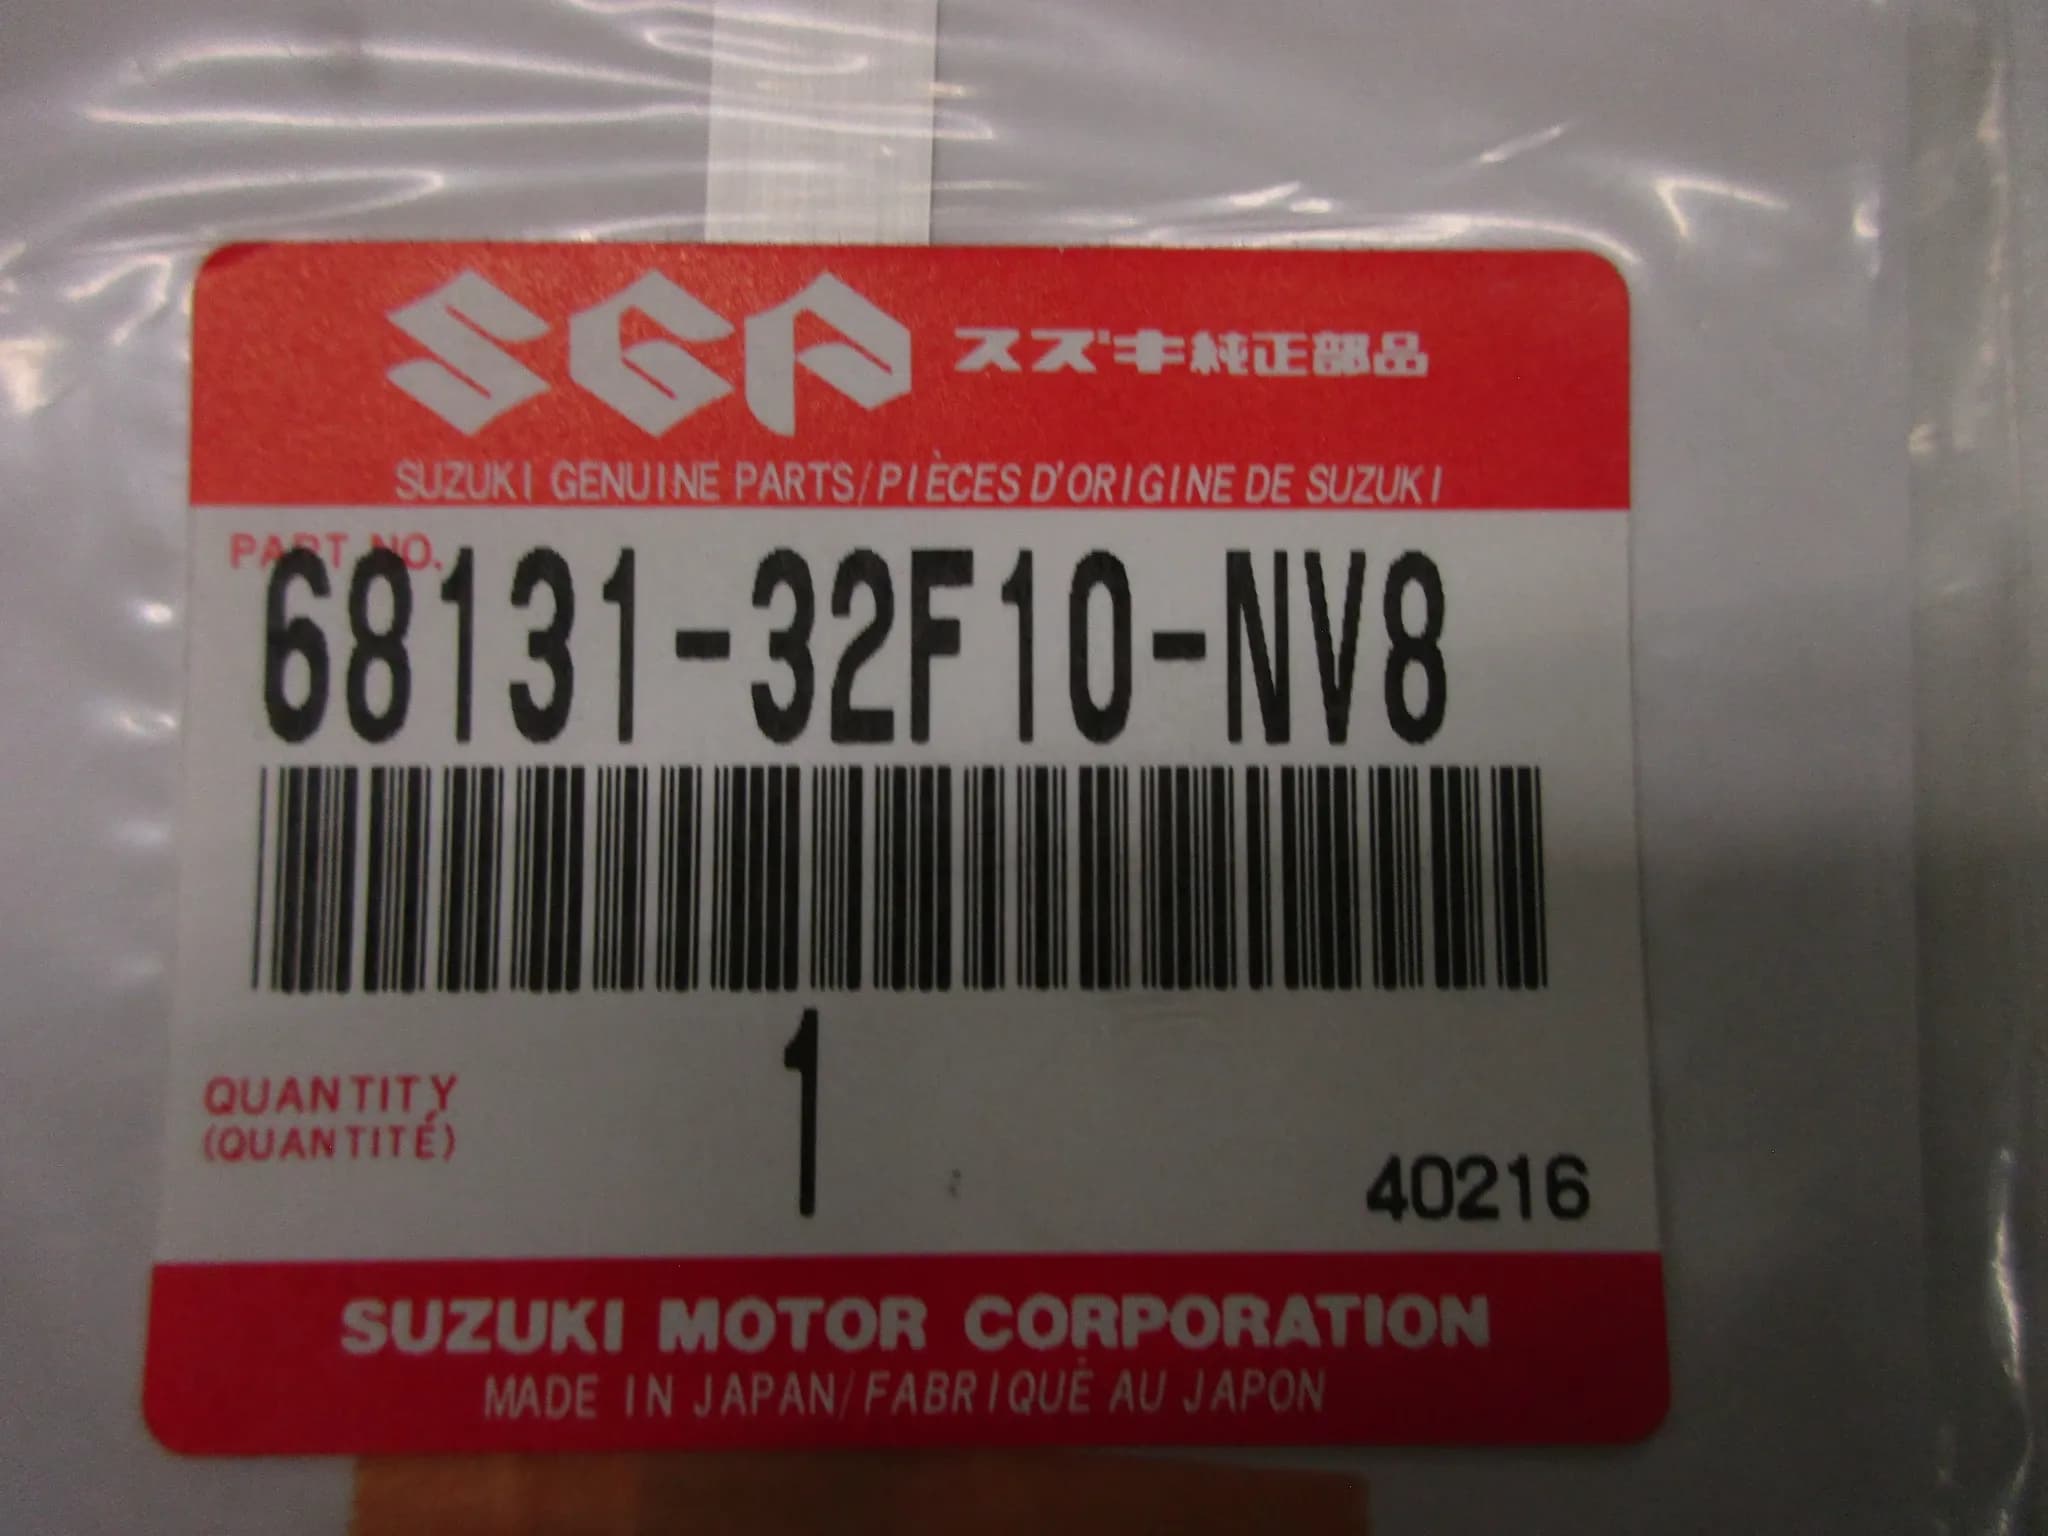 SGP スズキ純正部品
SUZUKI GENUINE PARTS/PIÈCES D'ORIGINE DE SUZUKI
PART NO.
68131-32F10-NV8
1
QUANTITY
(QUANTITÉ)
40216
SUZUKI MOTOR CORPORATION
MADE IN JAPAN/FABRIQUÉ AU JAPON